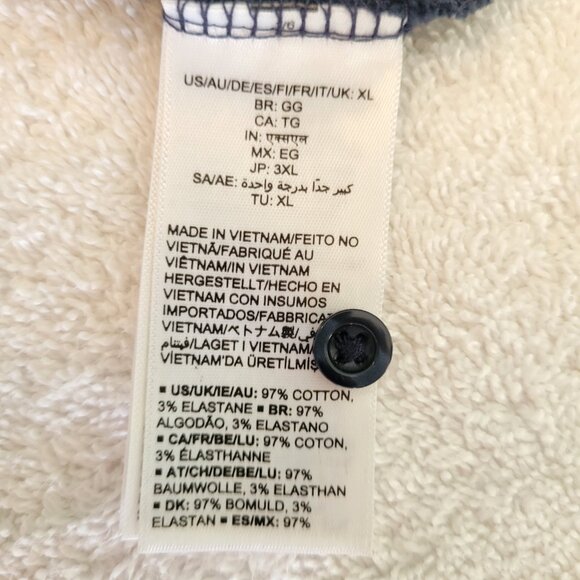 US/AU/DE/ES/FI/FR/IT/UK: XL
BR: GG
CA: TG
IN: एक्सएल
MX: EG
JP: 3XL
SA/AE: كبير جدًا بدرجة واحدة
TU: XL
MADE IN VIETNAM/FEITO NO
VIETNÃ/FABRIQUÉ AU
VIÊTNAM/IN VIETNAM
HERGESTELLT/HECHO EN
VIETNAM CON INSUMOS
IMPORTADOS/FABBRICAT
VIETNAM/ベトナム製/في
فيتنام/LAGET I VIETNAM/
VIETNAM'DA ÜRETİLMİŞ
▪ US/UK/IE/AU: 97% COTTON,
3% ELASTANE ▪ BR: 97%
ALGODÃO, 3% ELASTANO
▪ CA/FR/BE/LU: 97% COTON,
3% ÉLASTHANNE
▪ AT/CH/DE/BE/LU: 97%
BAUMWOLLE, 3% ELASTHAN
▪ DK: 97% BOMULD, 3%
ELASTAN ▪ ES/MX: 97%